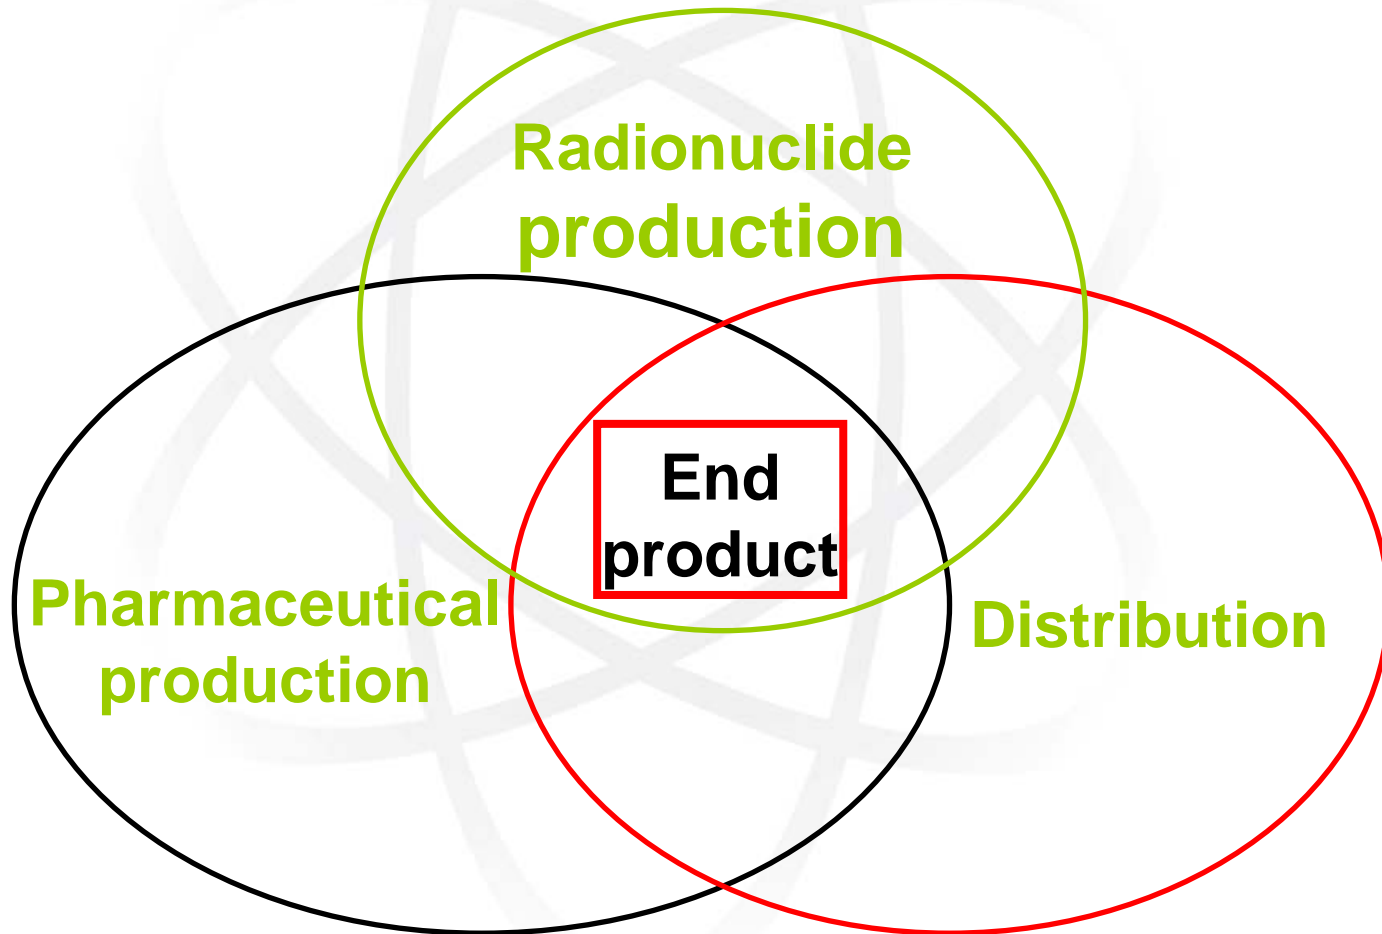 Radionuclide
production
End
product
Pharmaceutical
production
Distribution